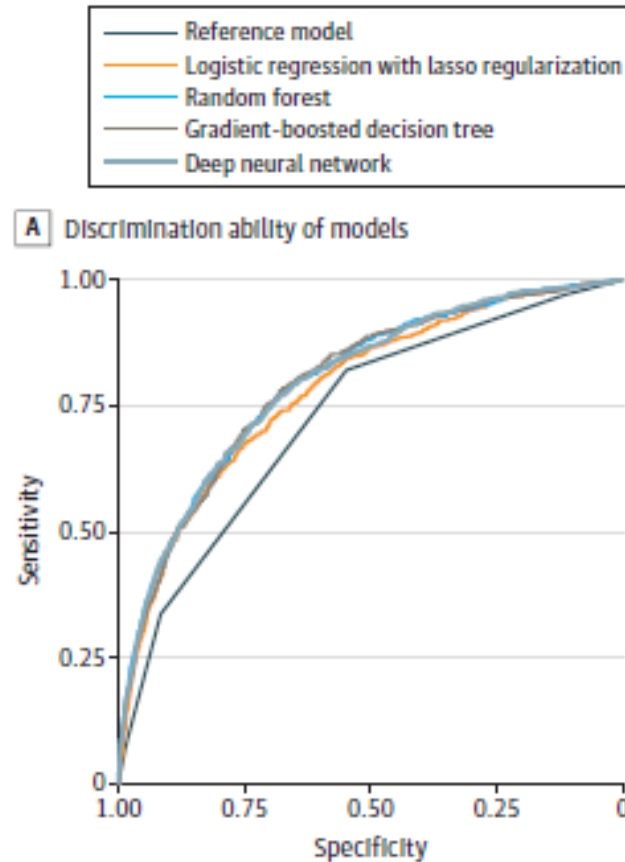 Reference model
Logistic regression with lasso regularization
Random forest
Gradient-boosted decision tree
Deep neural network
A Discrimination ability of models
1.00
0.75
0.50
0.25
0
Sensitivity
1.00 0.75 0.50 0.25 0
Specificity